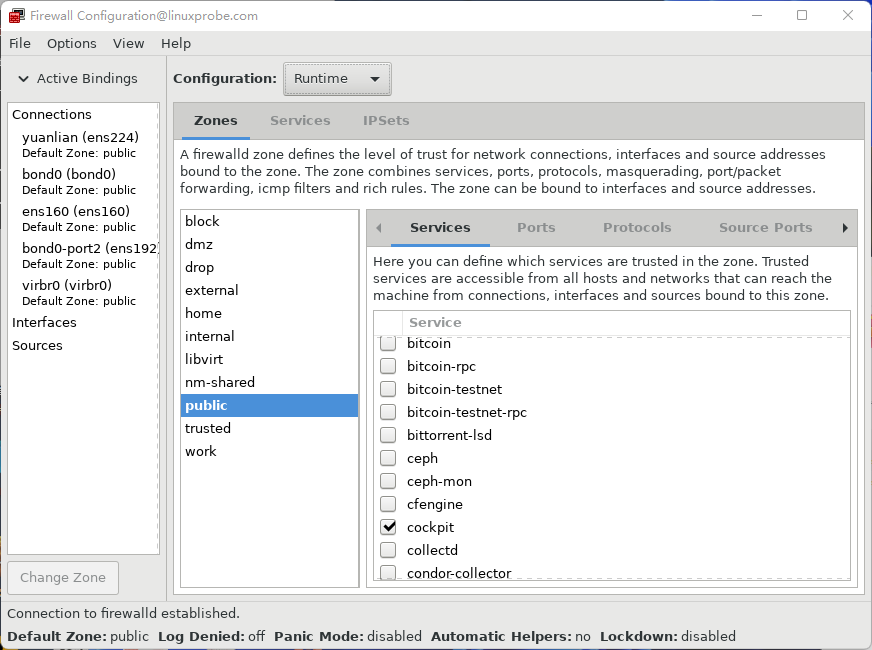 Firewall Configuration@linuxprobe.com
File Options View Help
Active Bindings
Configuration: Runtime
Connections
yuanlian (ens224)
Default Zone: public
bond0 (bond0)
Default Zone: public
ens160 (ens160)
Default Zone: public
bond0-port2 (ens192)
Default Zone: public
virbr0 (virbr0)
Default Zone: public
Interfaces
Sources
Change Zone
Zones Services IPSets
A firewalld zone defines the level of trust for network connections, interfaces and source addresses
bound to the zone. The zone combines services, ports, protocols, masquerading, port/packet
forwarding, icmp filters and rich rules. The zone can be bound to interfaces and source addresses.
block
dmz
drop
external
home
internal
libvirt
nm-shared
public
trusted
work
Services Ports Protocols Source Ports
Here you can define which services are trusted in the zone. Trusted
services are accessible from all hosts and networks that can reach the
machine from connections, interfaces and sources bound to this zone.
Service
bitcoin
bitcoin-rpc
bitcoin-testnet
bitcoin-testnet-rpc
bittorrent-lsd
ceph
ceph-mon
cfengine
cockpit
collectd
condor-collector
Connection to firewalld established.
Default Zone: public Log Denied: off Panic Mode: disabled Automatic Helpers: no Lockdown: disabled